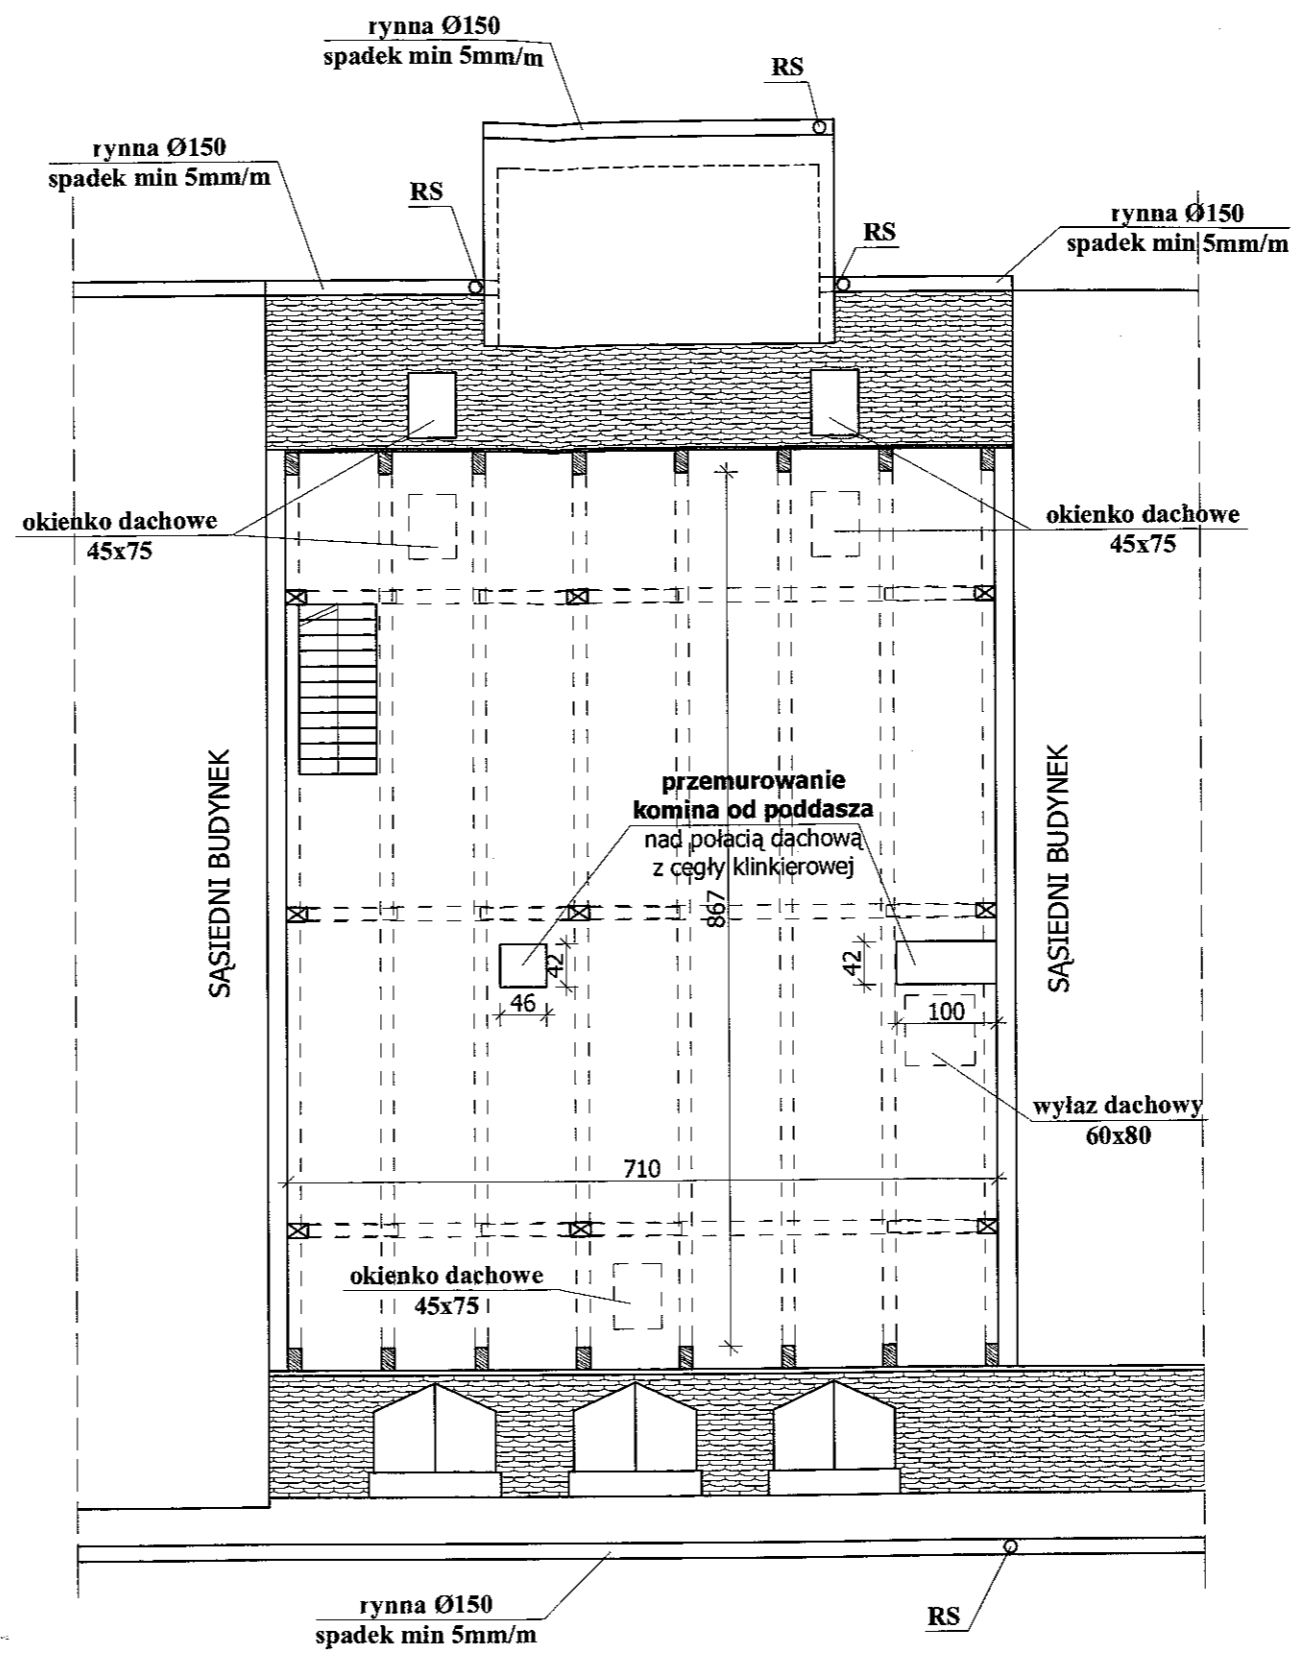 rynna Ø150
spadek min 5mm/m
RS
rynna Ø150
spadek min 5mm/m
RS
RS
rynna Ø150
spadek min 5mm/m
okienko dachowe
45x75
okienko dachowe
45x75
SĄSIEDNI BUDYNEK
SĄSIEDNI BUDYNEK
przemurowanie
komina od poddasza
nad połacią dachową
z cegły klinkierowej
867
42
46
42
100
wyłaz dachowy
60x80
710
okienko dachowe
45x75
rynna Ø150
spadek min 5mm/m
RS